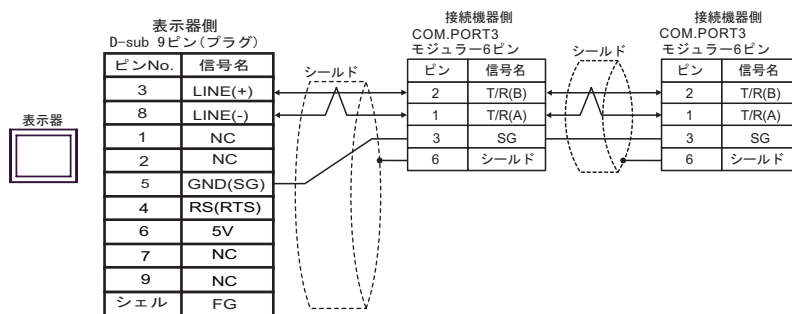 表示器
表示器側
D-sub 9ピン(プラグ)
ピンNo. 信号名
3 LINE(+)
8 LINE(-)
1 NC
2 NC
5 GND(SG)
4 RS(RTS)
6 5V
7 NC
9 NC
シェル FG
シールド
接続機器側
COM.PORT3
モジュラー6ピン
ピン 信号名
2 T/R(B)
1 T/R(A)
3 SG
6 シールド
シールド
接続機器側
COM.PORT3
モジュラー6ピン
ピン 信号名
2 T/R(B)
1 T/R(A)
3 SG
6 シールド